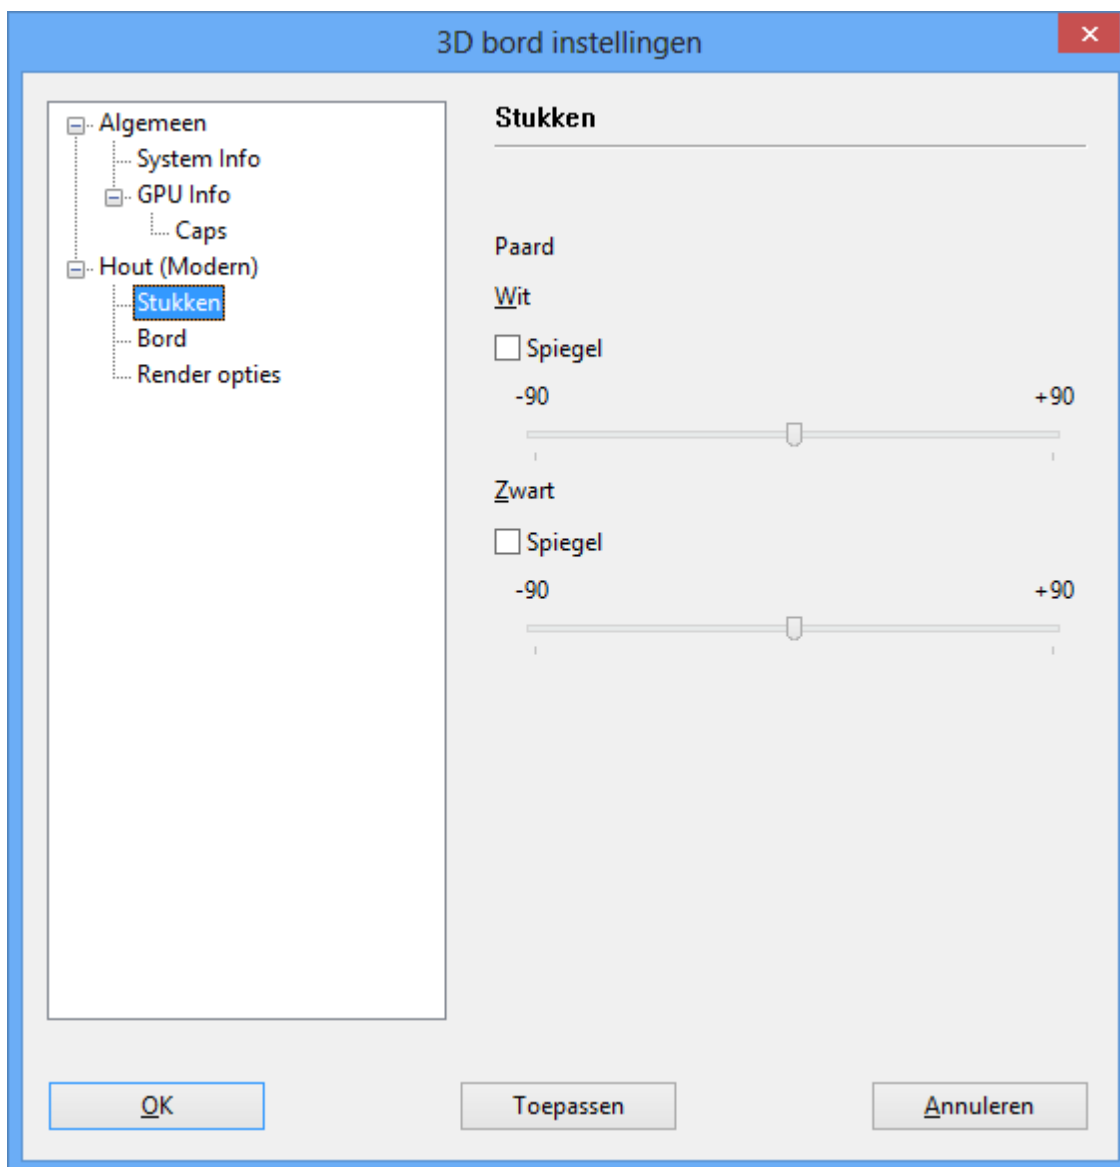 3D bord instellingen
Algemeen
System Info
GPU Info
Caps
Hout (Modern)
Stukken
Bord
Render opties
Stukken
Paard
Wit
Spiegel
-90 +90
Zwart
Spiegel
-90 +90
OK Toepassen Annuleren